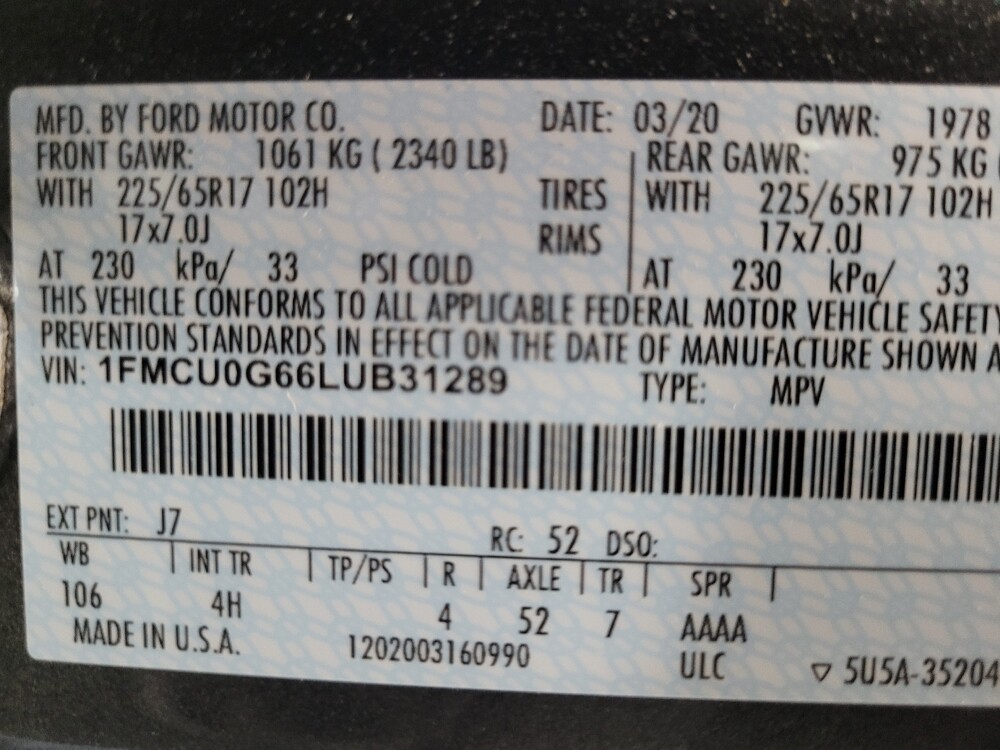 MFD. BY FORD MOTOR CO. DATE: 03/20 GVWR: 1978
FRONT GAWR: 1061 KG ( 2340 LB) REAR GAWR: 975 KG (
WITH 225/65R17 102H TIRES WITH 225/65R17 102H
17x7.0J RIMS 17x7.0J
AT 230 kPa/ 33 PSI COLD AT 230 kPa/ 33
THIS VEHICLE CONFORMS TO ALL APPLICABLE FEDERAL MOTOR VEHICLE SAFETY
PREVENTION STANDARDS IN EFFECT ON THE DATE OF MANUFACTURE SHOWN A
VIN: 1FMCU0G66LUB31289 TYPE: MPV
EXT PNT: J7 RC: 52 DSO:
WB INT TR TP/PS R AXLE TR SPR
106 4H 4 52 7 AAAA
MADE IN U.S.A. 1202003160990 ULC ▽ 5U5A-35204